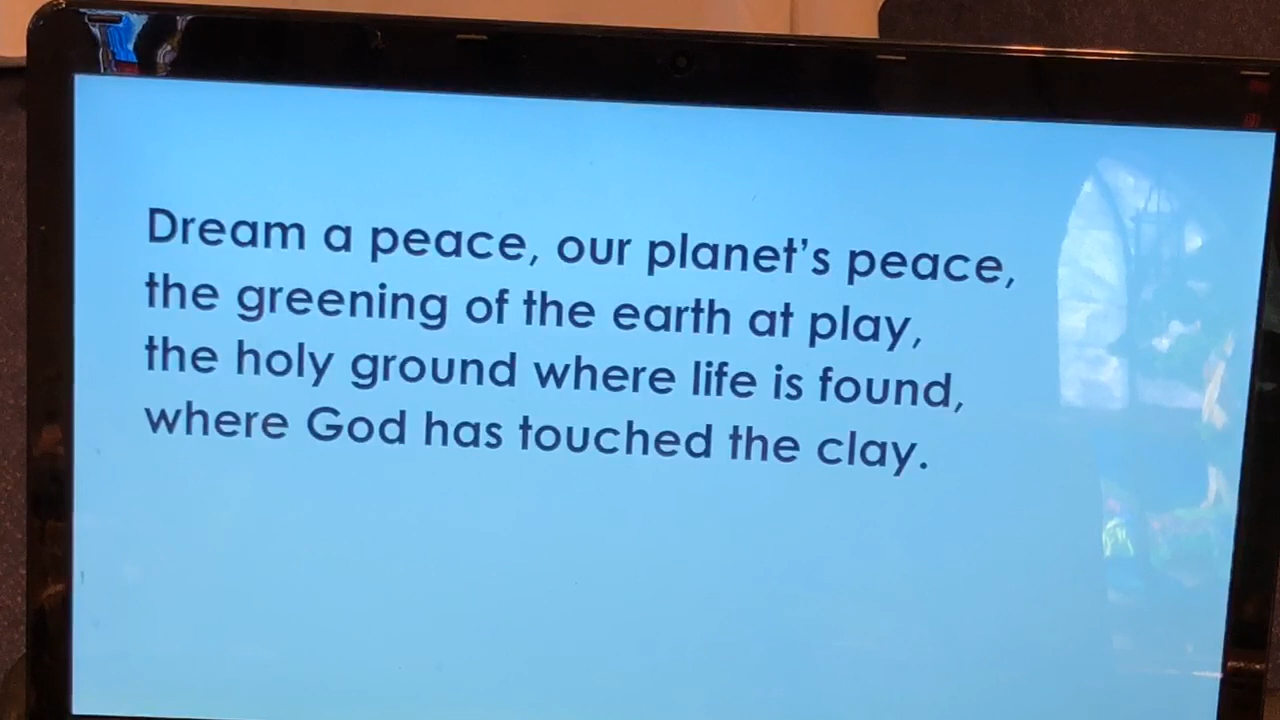 Dream a peace, our planet's peace,
the greening of the earth at play,
the holy ground where life is found,
where God has touched the clay.